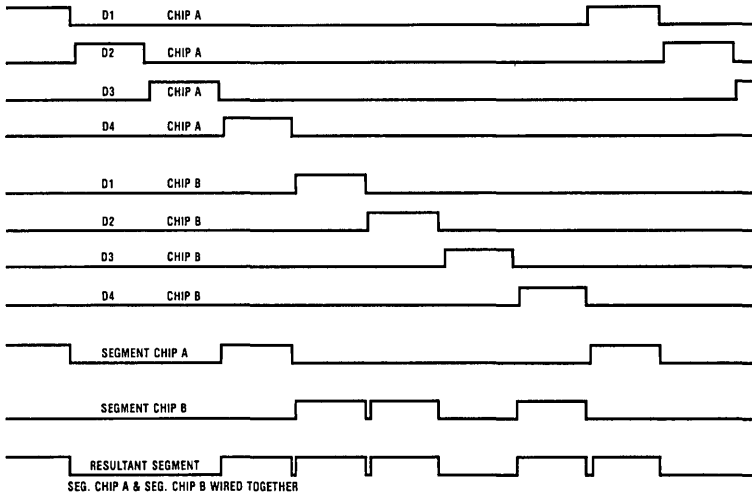 D1 CHIP A
D2 CHIP A
D3 CHIP A
D4 CHIP A
D1 CHIP B
D2 CHIP B
D3 CHIP B
D4 CHIP B
SEGMENT CHIP A
SEGMENT CHIP B
RESULTANT SEGMENT
SEG. CHIP A & SEG. CHIP B WIRED TOGETHER